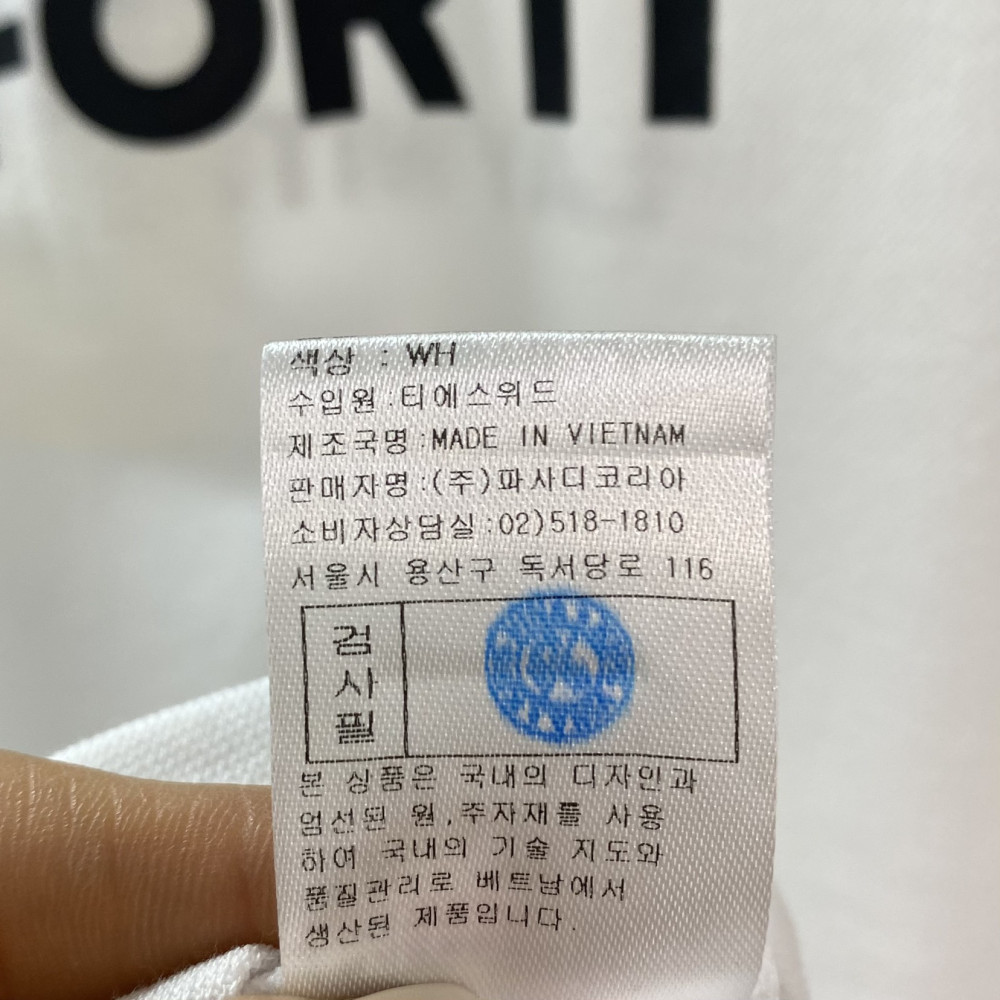 FORTI
색상 : WH
수입원:티에스위드
제조국명:MADE IN VIETNAM
판매자명:(주)파사디코리아
소비자상담실:02)518-1810
서울시 용산구 독서당로 116
검
사
필
본 상품은 국내의 디자인과
엄선된 원,주자재를 사용
하여 국내의 기술 지도와
품질관리로 베트남에서
생산된 제품입니다.